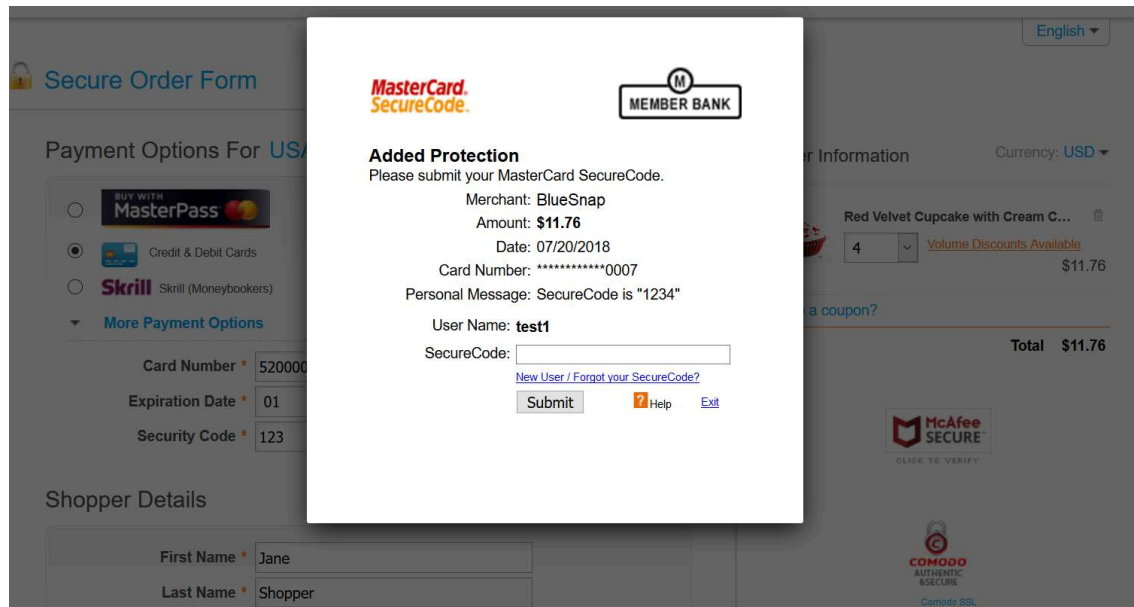 English
Secure Order Form
Payment Options For USA
BUY WITH
MasterPass
Credit & Debit Cards
Skrill Skrill (Moneybookers)
More Payment Options
Card Number * 520000
Expiration Date * 01
Security Code * 123
Shopper Details
First Name * Jane
Last Name * Shopper
MasterCard.
SecureCode.
M
MEMBER BANK
Added Protection
Please submit your MasterCard SecureCode.
Merchant: BlueSnap
Amount: $11.76
Date: 07/20/2018
Card Number: ************0007
Personal Message: SecureCode is "1234"
User Name: test1
SecureCode:
New User / Forgot your SecureCode?
Submit
? Help
Exit
r Information
Currency: USD
Red Velvet Cupcake with Cream C...
4
Volume Discounts Available
$11.76
a coupon?
Total $11.76
McAfee
SECURE
CLICK TO VERIFY
C
COMODO
AUTHENTIC
&SECURE
Comodo SSL